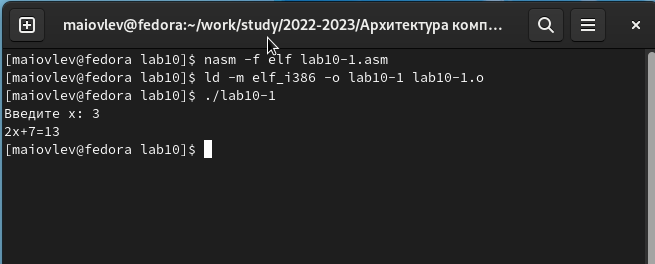 maiovlev@fedora:~/work/study/2022-2023/Архитектура комп...
[maiovlev@fedora lab10]$ nasm -f elf lab10-1.asm
[maiovlev@fedora lab10]$ ld -m elf_i386 -o lab10-1 lab10-1.o
[maiovlev@fedora lab10]$ ./lab10-1
Введите x: 3
2x+7=13
[maiovlev@fedora lab10]$